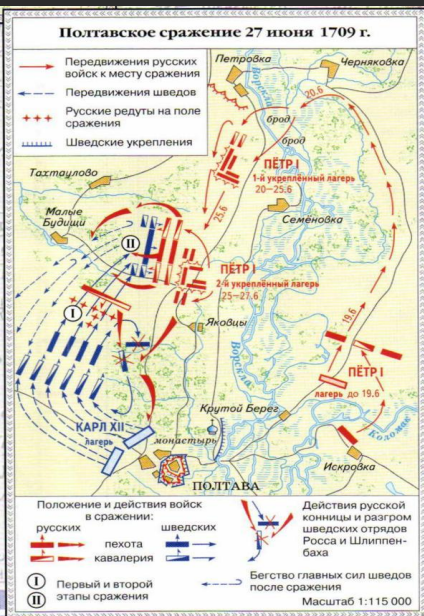 Полтавское сражение 27 июня 1709 г.
Передвижения русских
войск к месту сражения
Передвижения шведов
Русские редуты на поле
сражения
Шведские укрепления
Петровка
Черняковка
Ворскла
20.6
брод
брод
ПЁТР I
1-й укреплённый лагерь
20–25.6
25.6
Тахтаулово
Семёновка
Малые
Будищи
II
ПЁТР I
2-й укреплённый лагерь
25–27.6
I
Яковцы
19.6
Ворскла
ПЁТР I
лагерь до 19.6
Крутой Берег
КАРЛ XII
лагерь
монастырь
Коломак
Искровка
ПОЛТАВА
Положение и действия войск
в сражении:
русских
шведских
пехота
кавалерия
I
II
Первый и второй
этапы сражения
Действия русской
конницы и разгром
шведских отрядов
Росса и Шлиппен-
баха
Бегство главных сил шведов
после сражения
Масштаб 1:115 000